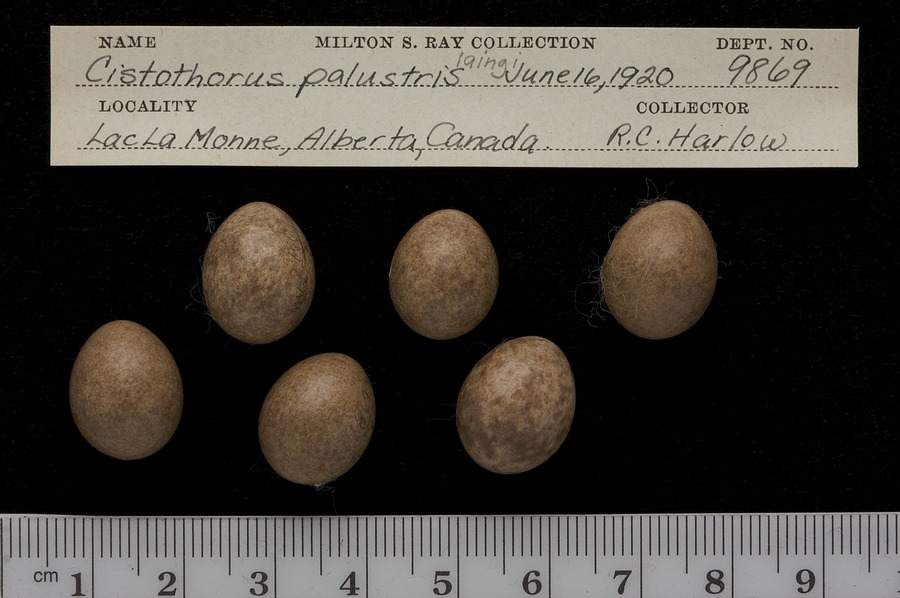 NAME MILTON S. RAY COLLECTION DEPT. NO.
Cistothorus palustris laingi June 16, 1920 9869
LOCALITY COLLECTOR
Lac La Monne, Alberta, Canada. R.C. Harlow
cm 1 2 3 4 5 6 7 8 9 1